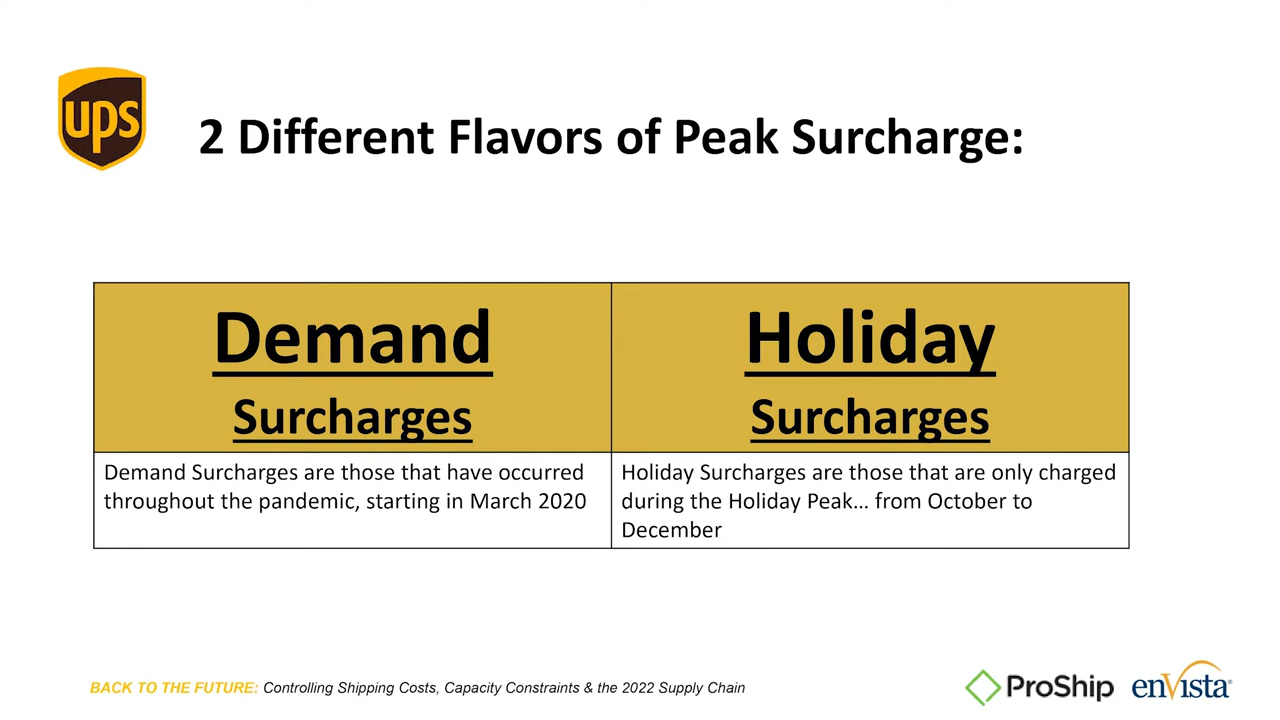 ups
2 Different Flavors of Peak Surcharge:
Demand
Surcharges
Holiday
Surcharges
Demand Surcharges are those that have occurred
throughout the pandemic, starting in March 2020
Holiday Surcharges are those that are only charged
during the Holiday Peak... from October to
December
BACK TO THE FUTURE: Controlling Shipping Costs, Capacity Constraints & the 2022 Supply Chain
ProShip
enVista®